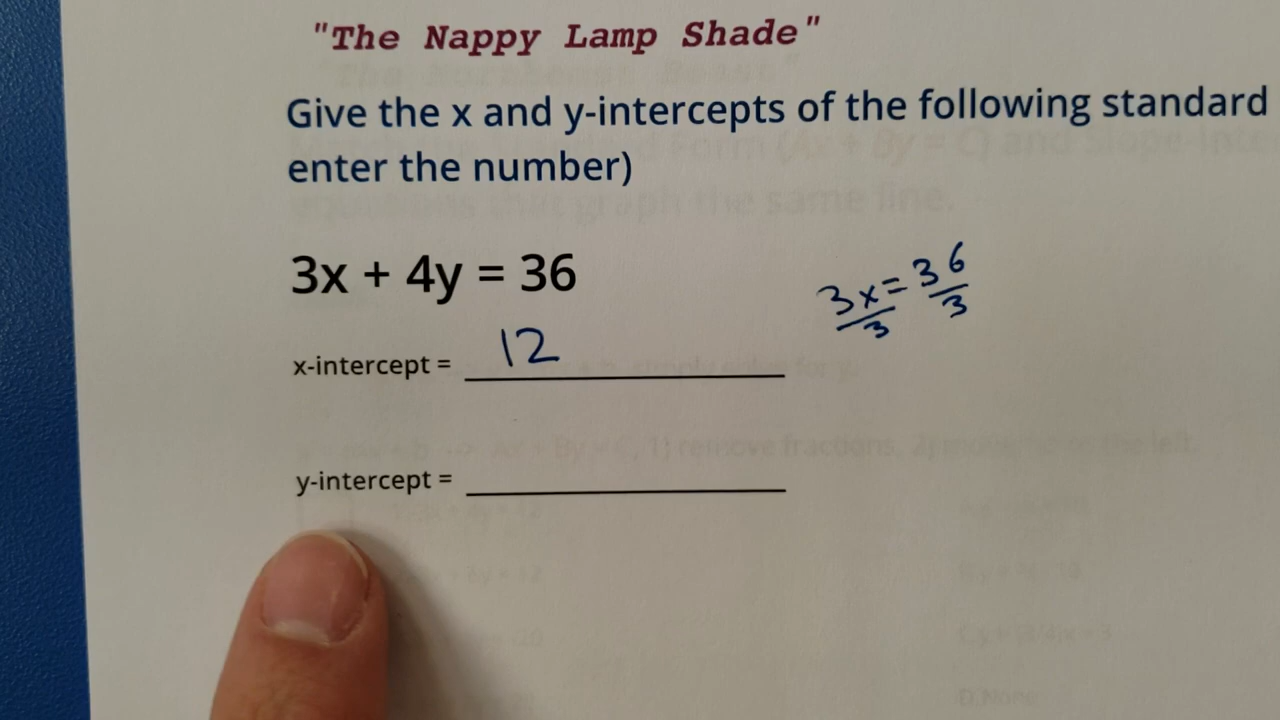 "The Nappy Lamp Shade"
Give the x and y-intercepts of the following standard
enter the number)
3x + 4y = 36
3x/3 = 36/3
x-intercept = 12
y-intercept =